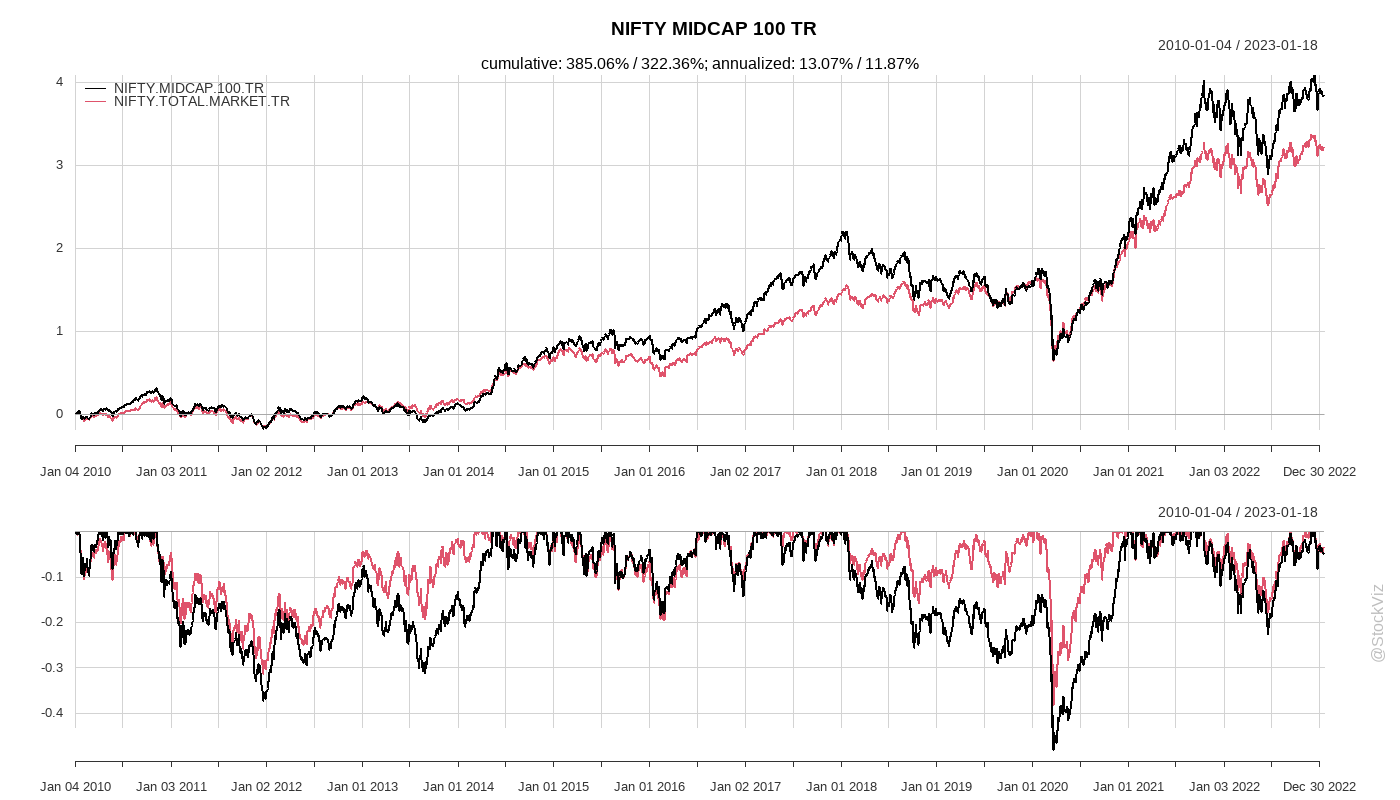 NIFTY MIDCAP 100 TR
2010-01-04 / 2023-01-18
cumulative: 385.06% / 322.36%; annualized: 13.07% / 11.87%
NIFTY.MIDCAP.100.TR
NIFTY.TOTAL.MARKET.TR
4
3
2
1
0
Jan 04 2010 Jan 03 2011 Jan 02 2012 Jan 01 2013 Jan 01 2014 Jan 01 2015 Jan 01 2016 Jan 02 2017 Jan 01 2018 Jan 01 2019 Jan 01 2020 Jan 01 2021 Jan 03 2022 Dec 30 2022
2010-01-04 / 2023-01-18
-0.1
-0.2
-0.3
-0.4
Jan 04 2010 Jan 03 2011 Jan 02 2012 Jan 01 2013 Jan 01 2014 Jan 01 2015 Jan 01 2016 Jan 02 2017 Jan 01 2018 Jan 01 2019 Jan 01 2020 Jan 01 2021 Jan 03 2022 Dec 30 2022
@StockViz